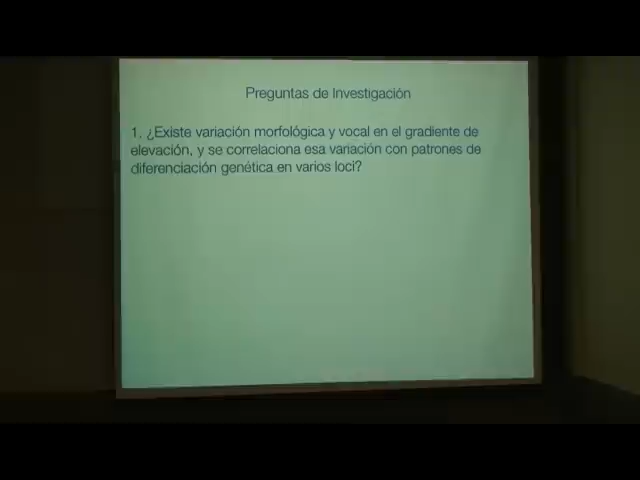 Preguntas de Investigación
1. ¿Existe variación morfológica y vocal en el gradiente de
elevación, y se correlaciona esa variación con patrones de
diferenciación genética en varios loci?